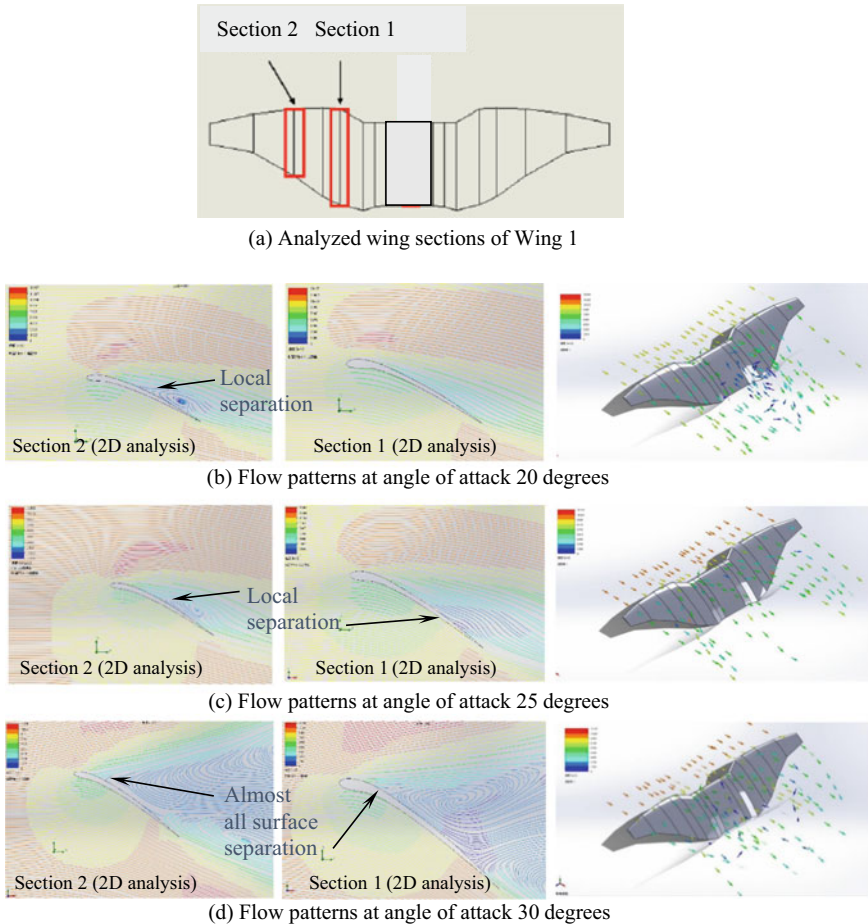 Section 2 Section 1
(a) Analyzed wing sections of Wing 1
Local
separation
Section 2 (2D analysis)
Section 1 (2D analysis)
(b) Flow patterns at angle of attack 20 degrees
Local
separation
Section 2 (2D analysis)
Section 1 (2D analysis)
(c) Flow patterns at angle of attack 25 degrees
Almost
all surface
separation
Section 2 (2D analysis)
Section 1 (2D analysis)
(d) Flow patterns at angle of attack 30 degrees